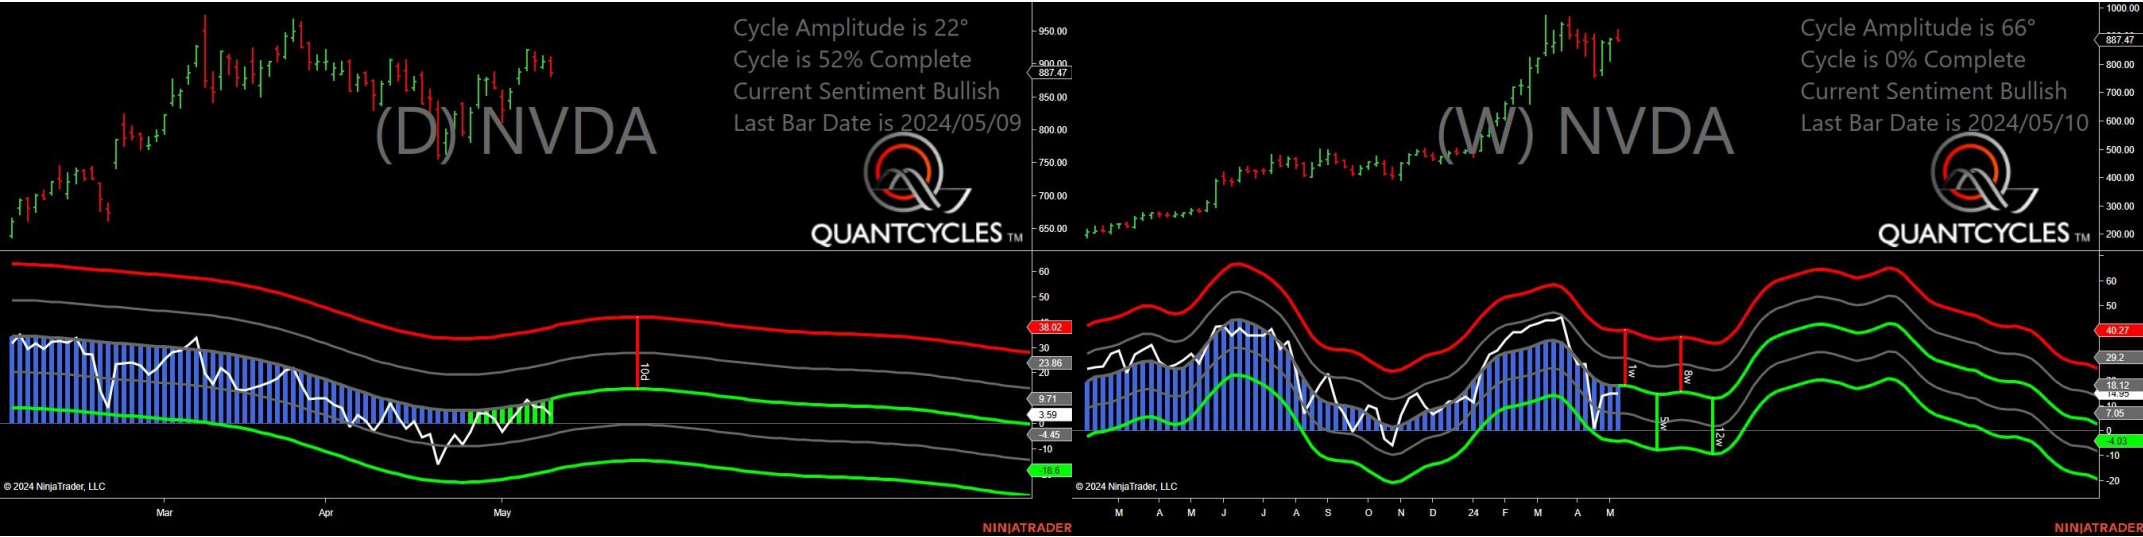 Cycle Amplitude is 22°
Cycle is 52% Complete
Current Sentiment Bullish
Last Bar Date is 2024/05/09
(D) NVDA
QUANTCYCLES TM
950.00
900.00
887.47
850.00
800.00
750.00
700.00
650.00
60
50
38.02
30
23.86
20
9.71
3.59
0
-4.45
-10
-18.6
10d
© 2024 NinjaTrader, LLC
Mar Apr May
NINJATRADER
Cycle Amplitude is 66°
Cycle is 0% Complete
Current Sentiment Bullish
Last Bar Date is 2024/05/10
(W) NVDA
QUANTCYCLES TM
1000.00
887.47
800.00
700.00
600.00
500.00
400.00
300.00
200.00
60
50
40.27
29.2
18.12
14.95
10
7.05
0
-4.03
-10
-20
1w
8w
12w
© 2024 NinjaTrader, LLC
M A M J J A S O N D 24 F M A M
NINJATRADER